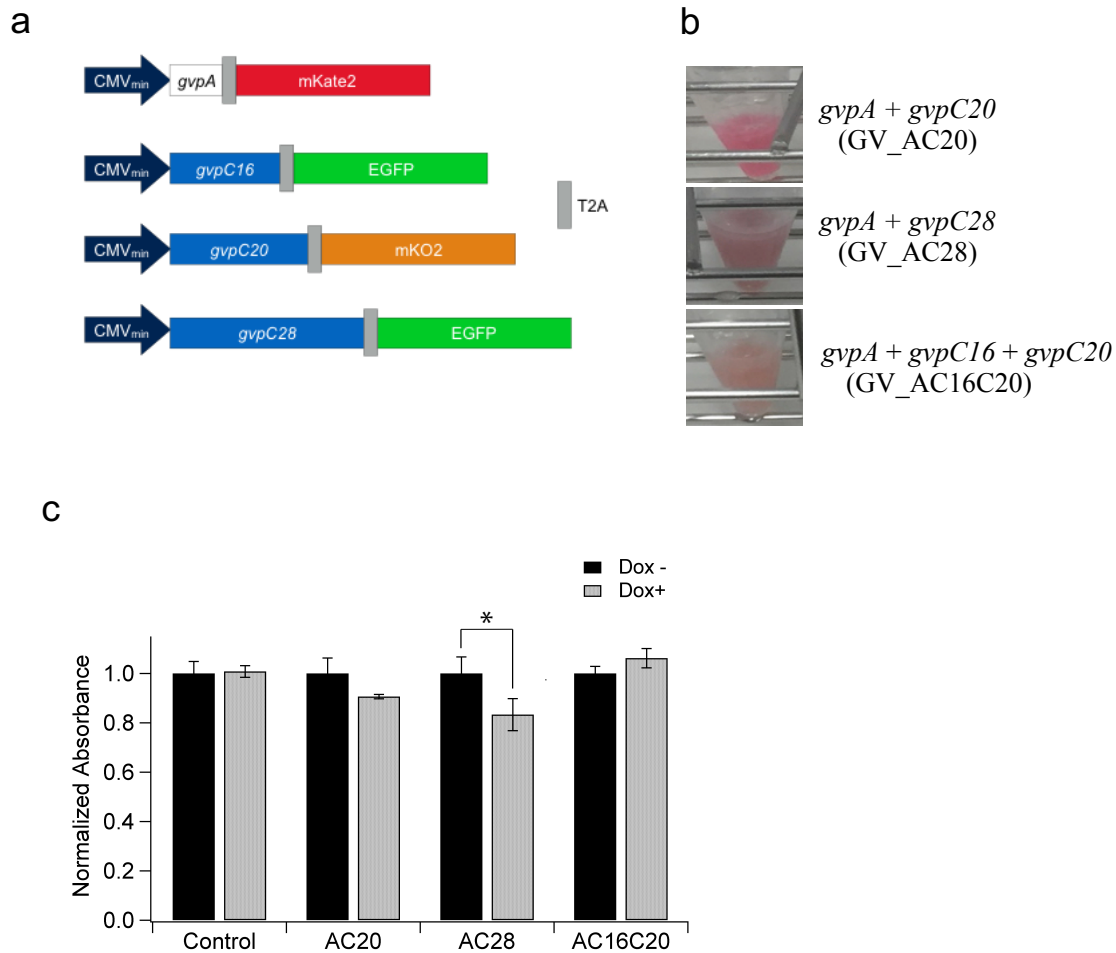 a
CMVmin gvpA mKate2
CMVmin gvpC16 EGFP
T2A
CMVmin gvpC20 mKO2
CMVmin gvpC28 EGFP
b
gvpA + gvpC20
(GV_AC20)
gvpA + gvpC28
(GV_AC28)
gvpA + gvpC16 + gvpC20
(GV_AC16C20)
c
Dox -
Dox+
*
Normalized Absorbance
1.0
0.8
0.6
0.4
0.2
0.0
Control AC20 AC28 AC16C20